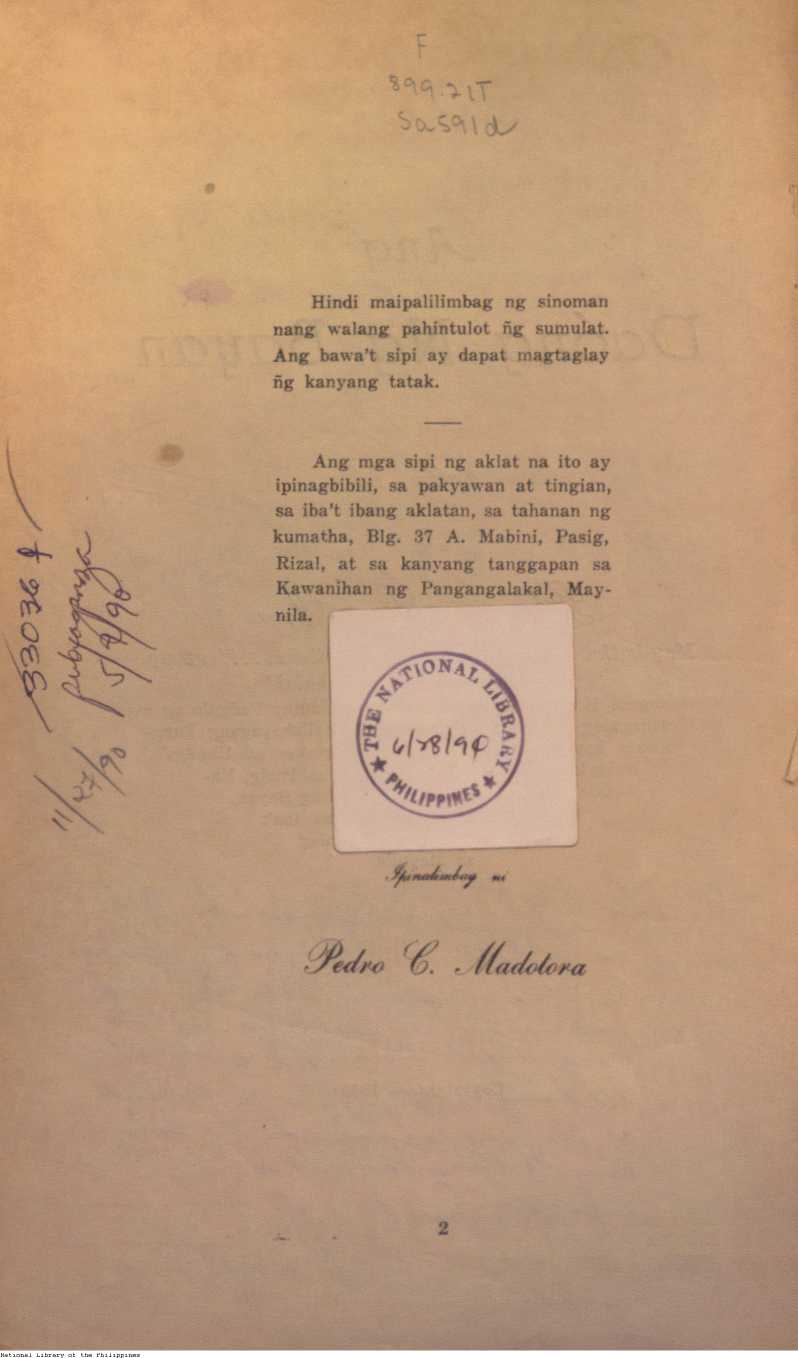 F
899.21T
Sa591d
Hindi maipalilimbag ng sinoman
nang walang pahintulot ñg sumulat.
Ang bawa't sipi ay dapat magtaglay
ñg kanyang tatak.
Ang mga sipi ng aklat na ito ay
ipinagbibili, sa pakyawan at tingian,
sa iba't ibang aklatan, sa tahanan ng
kumatha, Blg. 37 A. Mabini, Pasig,
Rizal, at sa kanyang tanggapan sa
Kawanihan ng Pangangalakal, May-
nila.
THE NATIONAL LIBRARY
6/28/90
PHILIPPINES
Ipinalimbag ni
Pedro C. Madolora
33036
5/9/90
11/27/90
2
National Library of the Philippines